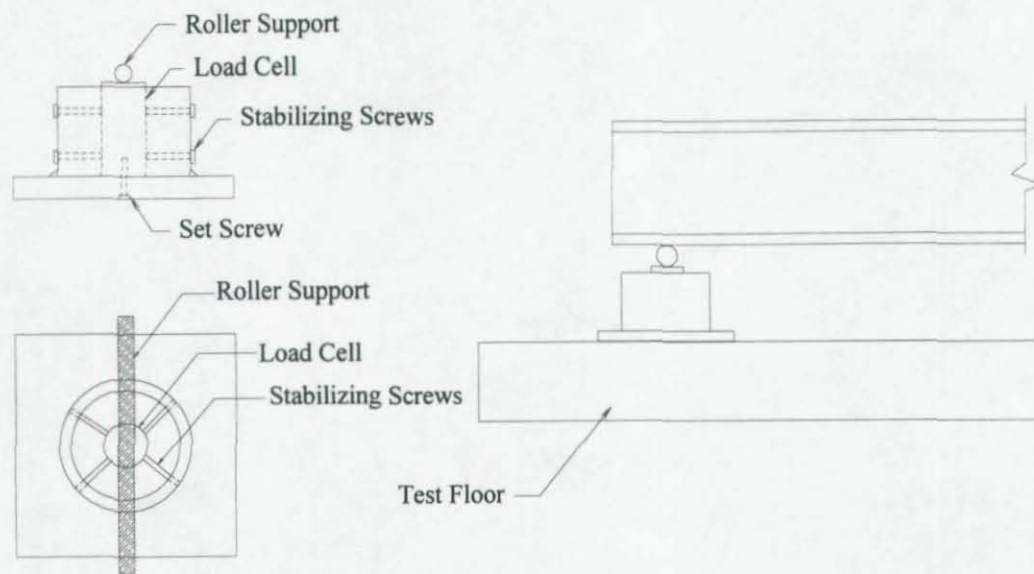 Roller Support
Load Cell
Stabilizing Screws
Set Screw
Roller Support
Load Cell
Stabilizing Screws
Test Floor